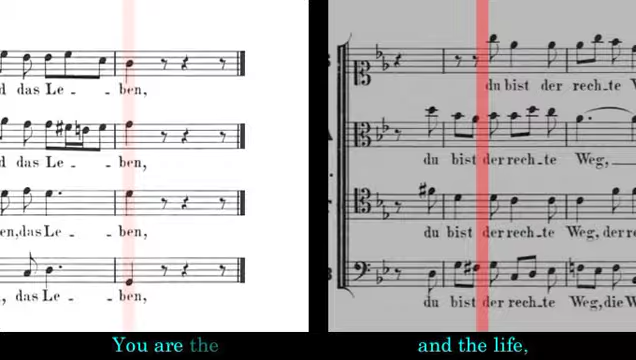 d das Le - - ben,
d das Le - - ben,
en, das Le - - ben,
, das Le - - ben,
You are the
du bist der rech-te W
du bist der rech-te Weg,
du bist der rech-te Weg, der r
du bist der rech-te Weg, die W
and the life,